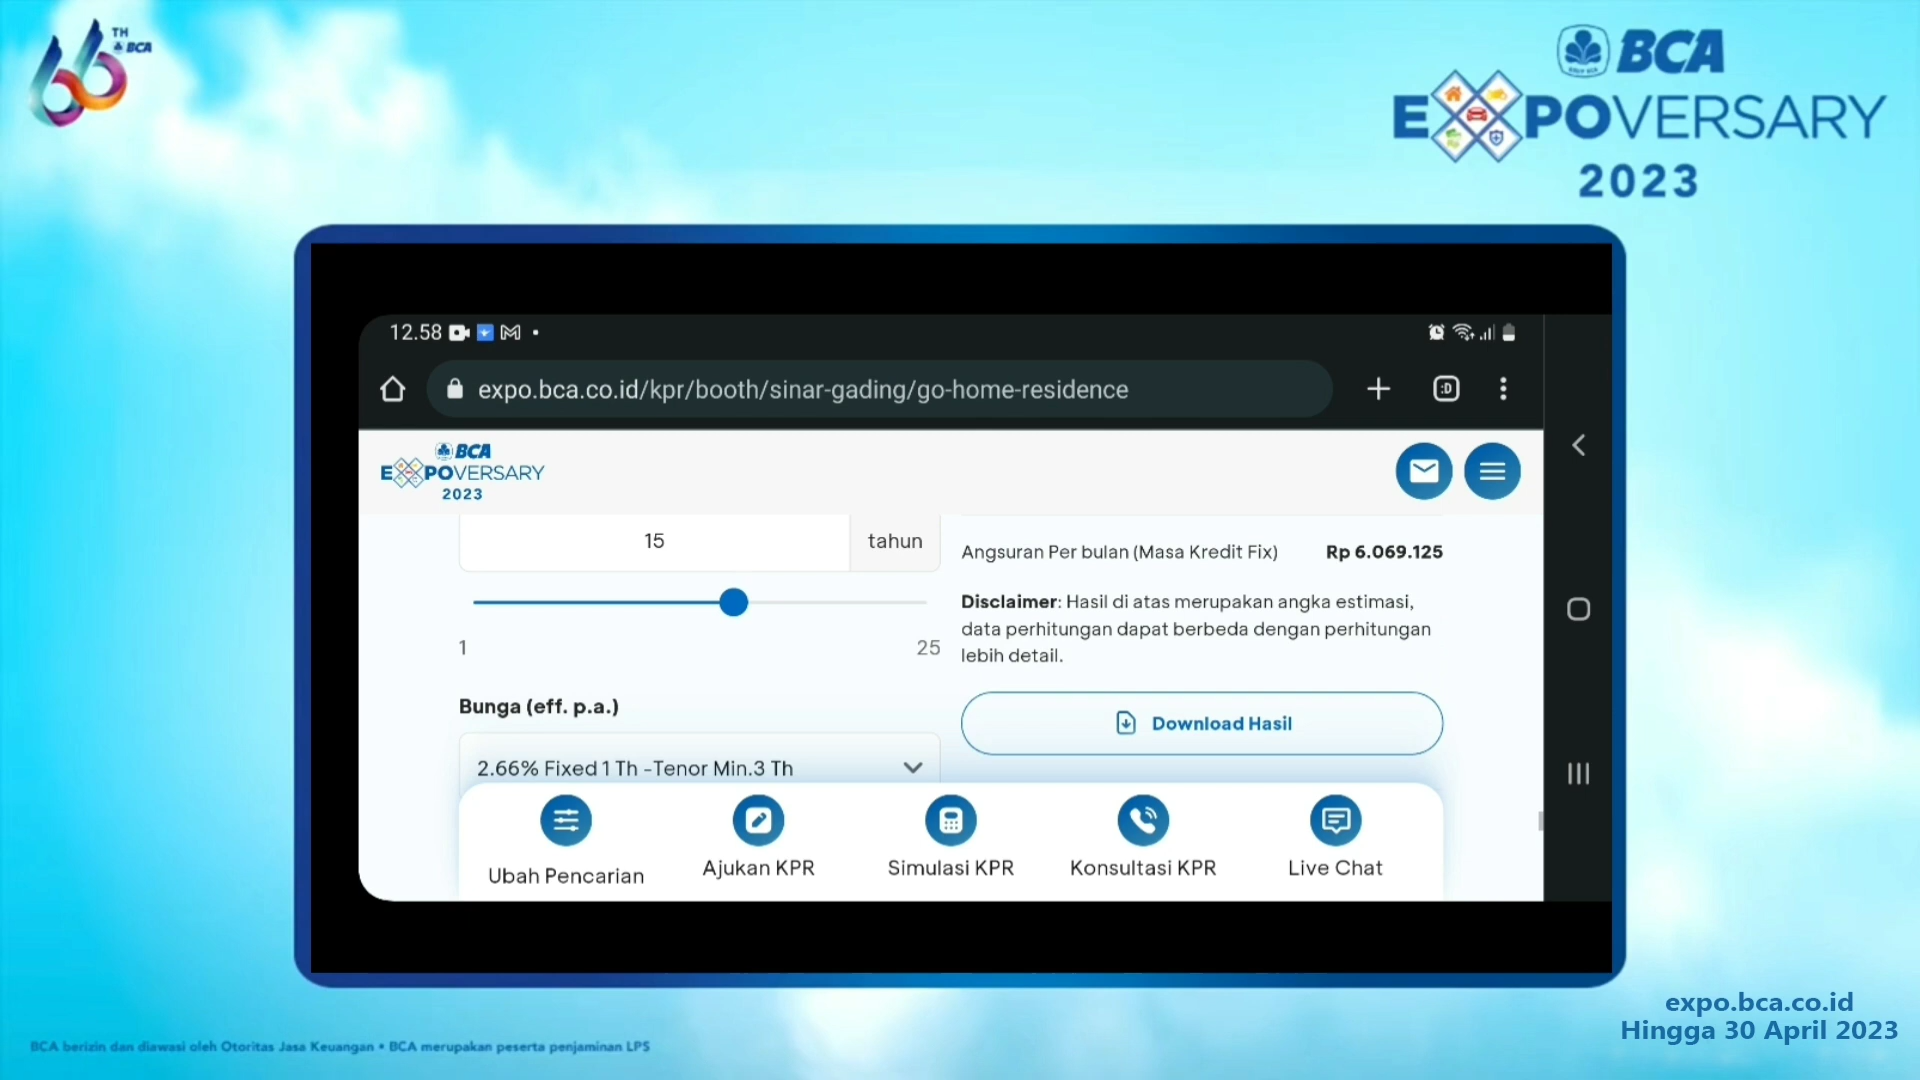 66 TH BCA
BCA
EXPOVERSARY
2023
12.58
expo.bca.co.id/kpr/booth/sinar-gading/go-home-residence
:D
BCA
EXPOVERSARY
2023
15
tahun
1
25
Bunga (eff. p.a.)
2.66% Fixed 1 Th -Tenor Min.3 Th
Angsuran Per bulan (Masa Kredit Fix)
Rp 6.069.125
Disclaimer: Hasil di atas merupakan angka estimasi,
data perhitungan dapat berbeda dengan perhitungan
lebih detail.
Download Hasil
Ubah Pencarian
Ajukan KPR
Simulasi KPR
Konsultasi KPR
Live Chat
expo.bca.co.id
Hingga 30 April 2023
BCA berizin dan diawasi oleh Otoritas Jasa Keuangan • BCA merupakan peserta penjaminan LPS